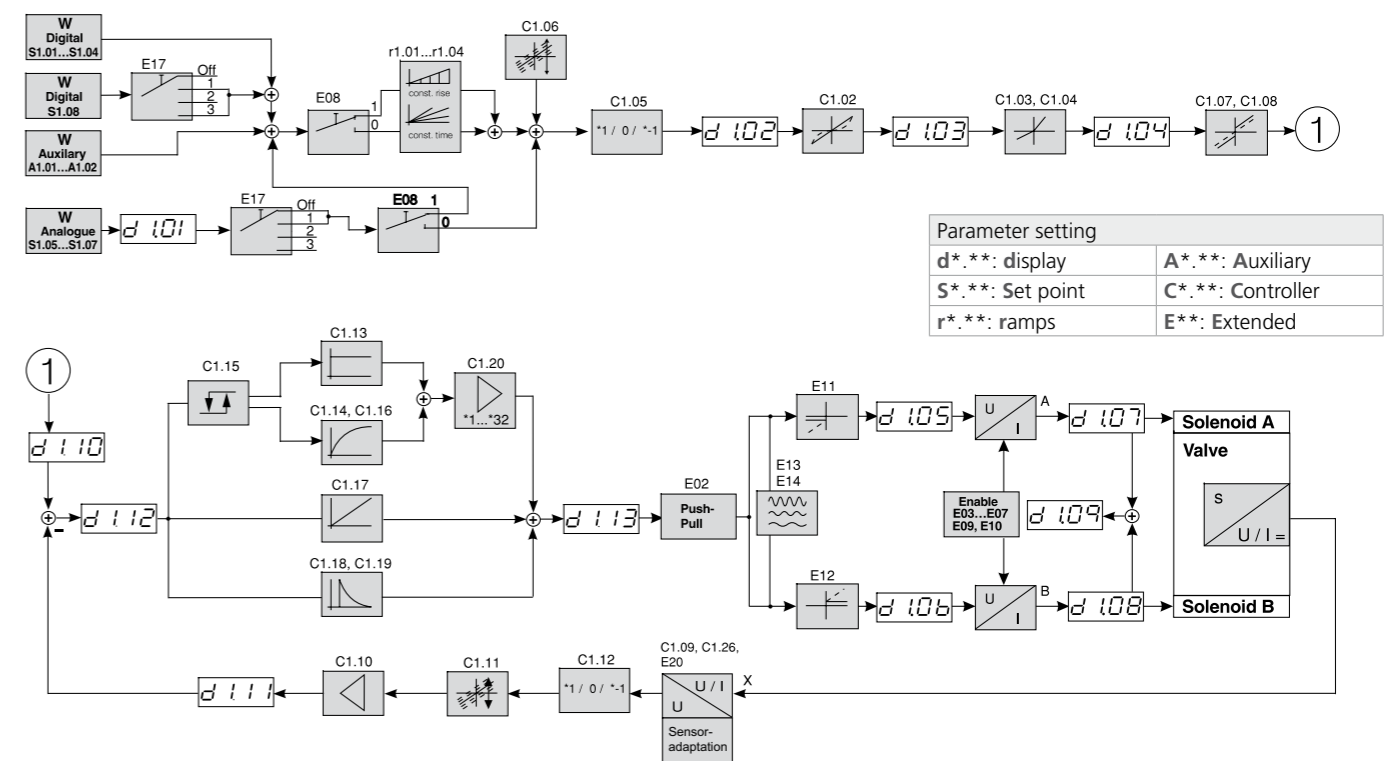 W
Digital
S1.01...S1.04
W
Digital
S1.08
E17
Off
1
2
3
W
Auxilary
A1.01...A1.02
W
Analogue
S1.05...S1.07
d 1.01
E17
Off
1
2
3
E08
1
0
r1.01...r1.04
const. rise
const. time
E08 1
0
C1.06
C1.05
*1 / 0 / *-1
d 1.02
C1.02
d 1.03
C1.03, C1.04
d 1.04
C1.07, C1.08
1
Parameter setting
d*.**: display
A*.**: Auxiliary
S*.**: Set point
C*.**: Controller
r*.**: ramps
E**: Extended
1
d 1.10
-
d 1.12
C1.15
C1.13
C1.14, C1.16
C1.20
*1...*32
C1.17
C1.18, C1.19
d 1.13
E02
Push-
Pull
E13
E14
E11
d 1.05
U
I
A
d 1.07
Enable
E03...E07
E09, E10
d 1.09
E12
d 1.06
U
I
B
d 1.08
Solenoid A
Valve
S
U / I =
Solenoid B
d 1.11
C1.10
C1.11
C1.12
*1 / 0 / *-1
C1.09, C1.26,
E20
U / I
U
Sensor-
adaptation
X